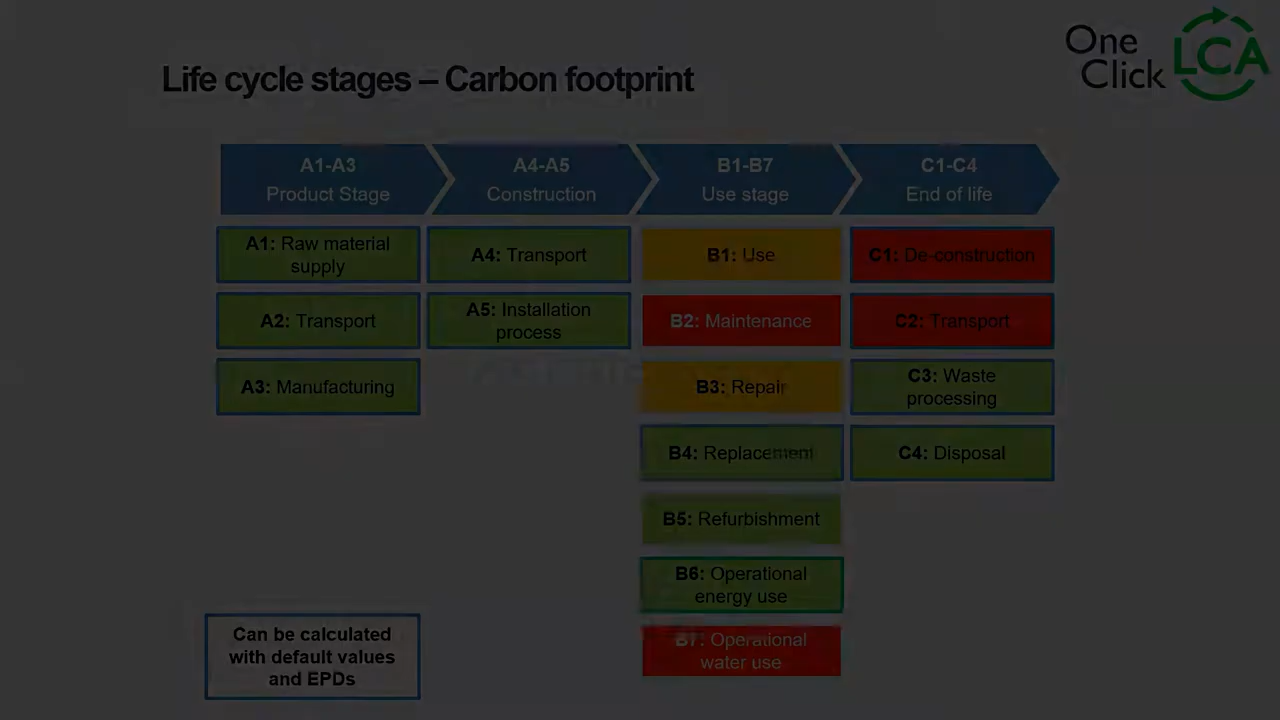 One
Click
LCA
Life cycle stages – Carbon footprint
A1-A3
Product Stage
A4-A5
Construction
B1-B7
Use stage
C1-C4
End of life
A1: Raw material
supply
A4: Transport
B1: Use
C1: De-construction
A2: Transport
A5: Installation
process
B2: Maintenance
C2: Transport
A3: Manufacturing
B3: Repair
C3: Waste
processing
B4: Replacement
C4: Disposal
B5: Refurbishment
B6: Operational
energy use
Can be calculated
with default values
and EPDs
B7: Operational
water use